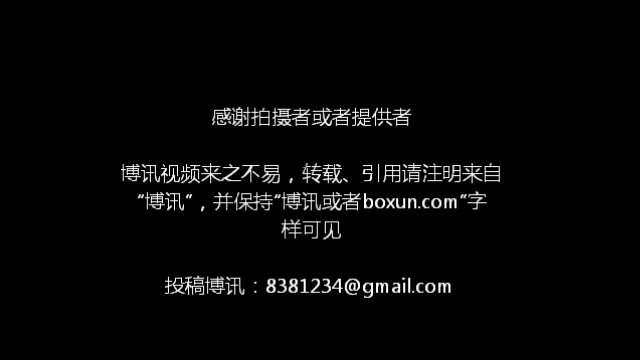 感谢拍摄者或者提供者
博讯视频来之不易，转载、引用请注明来自
“博讯”，并保持“博讯或者boxun.com”字
样可见
投稿博讯：8381234@gmail.com